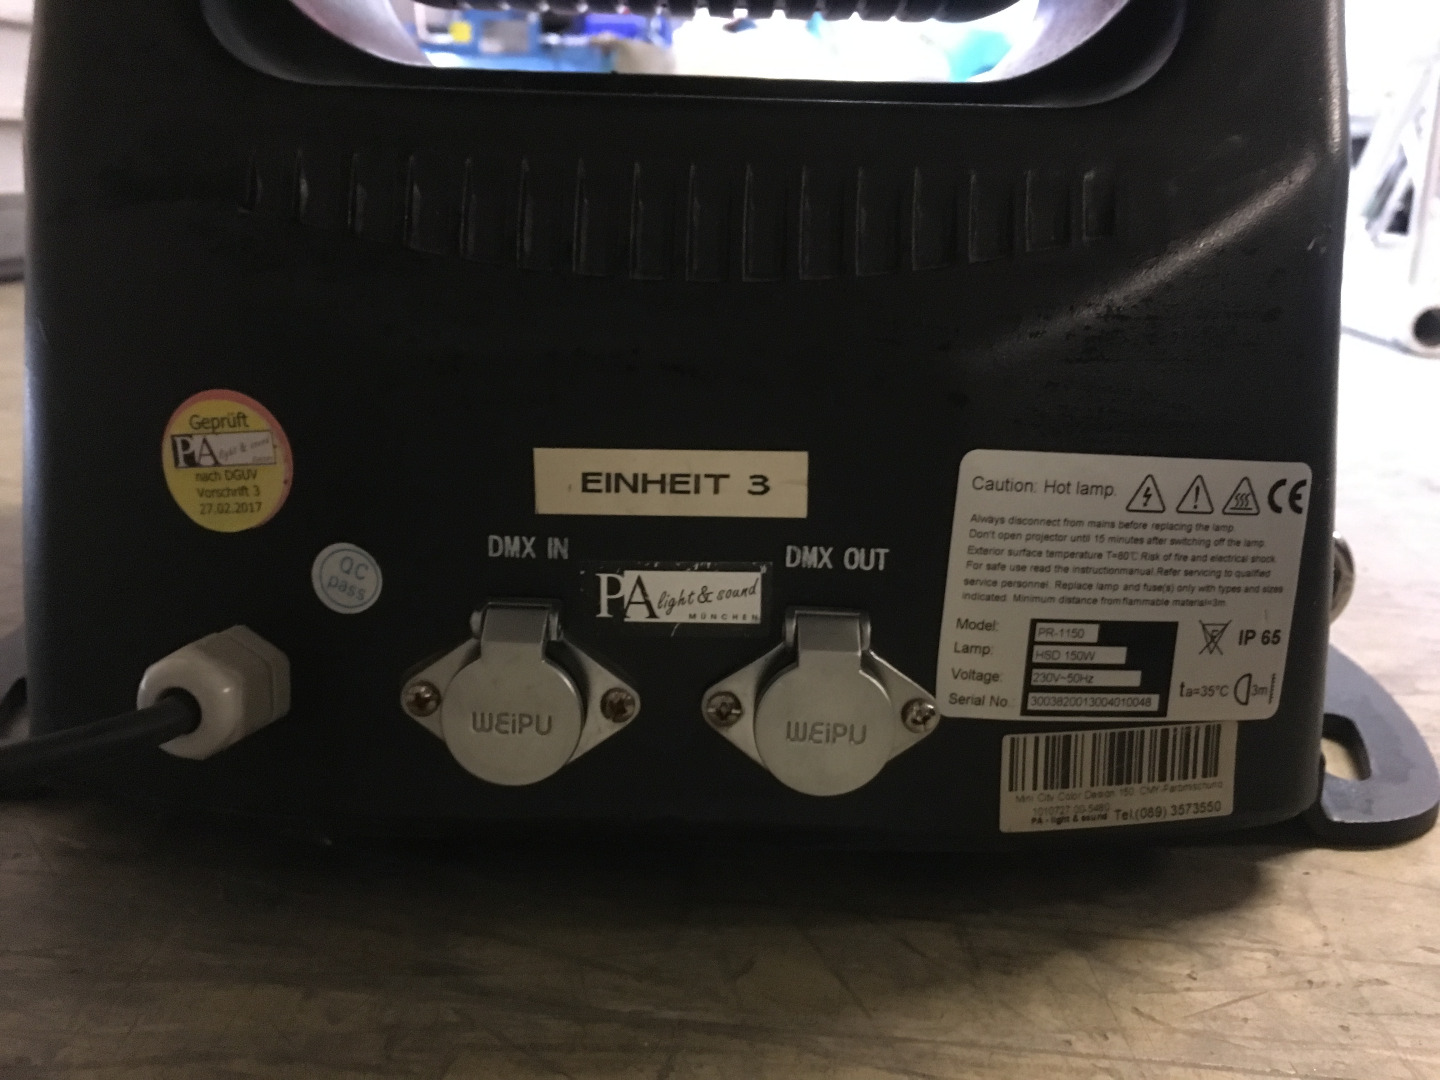 Geprüft
PA light & sound
nach DGUV
Vorschrift 3
27.02.2017
QC
pass
EINHEIT 3
DMX IN
DMX OUT
PA light & sound
MÜNCHEN
WEIPU
WEIPU
Caution: Hot lamp.
CE
Always disconnect from mains before replacing the lamp.
Don't open projector until 15 minutes after switching off the lamp.
Exterior surface temperature T=60℃.Risk of fire and electrical shock.
For safe use read the instructionmanual.Refer servicing to qualified
service personnel. Replace lamp and fuse(s) only with types and sizes
indicated. Minimum distance from flammable material=3m.
Model: PR-1150
Lamp: HSD 150W
Voltage: 230V~50Hz
Serial No.: 3003820013004010048
F
IP 65
ta=35°C
3m
Mini City Color Design 150, CMY-Farbmischung
PA - light & sound Tel.(089) 3573550